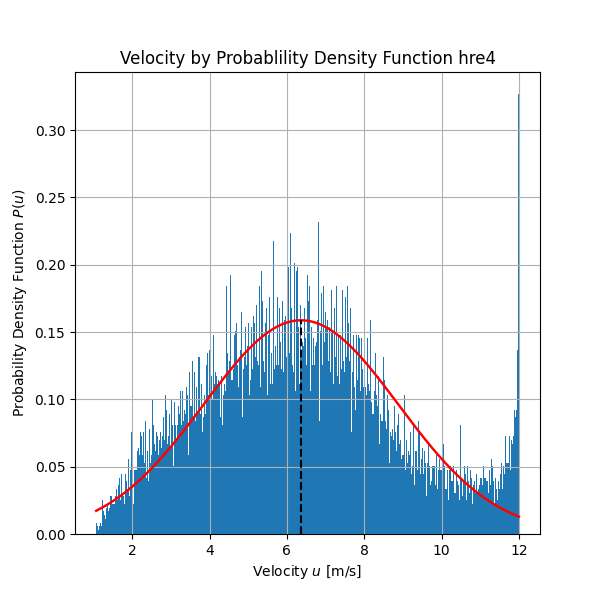 Velocity by Probablility Density Function hre4
0.30
0.25
0.20
0.15
0.10
0.05
0.00
Probability Density Function P(u)
2 4 6 8 10 12
Velocity u [m/s]